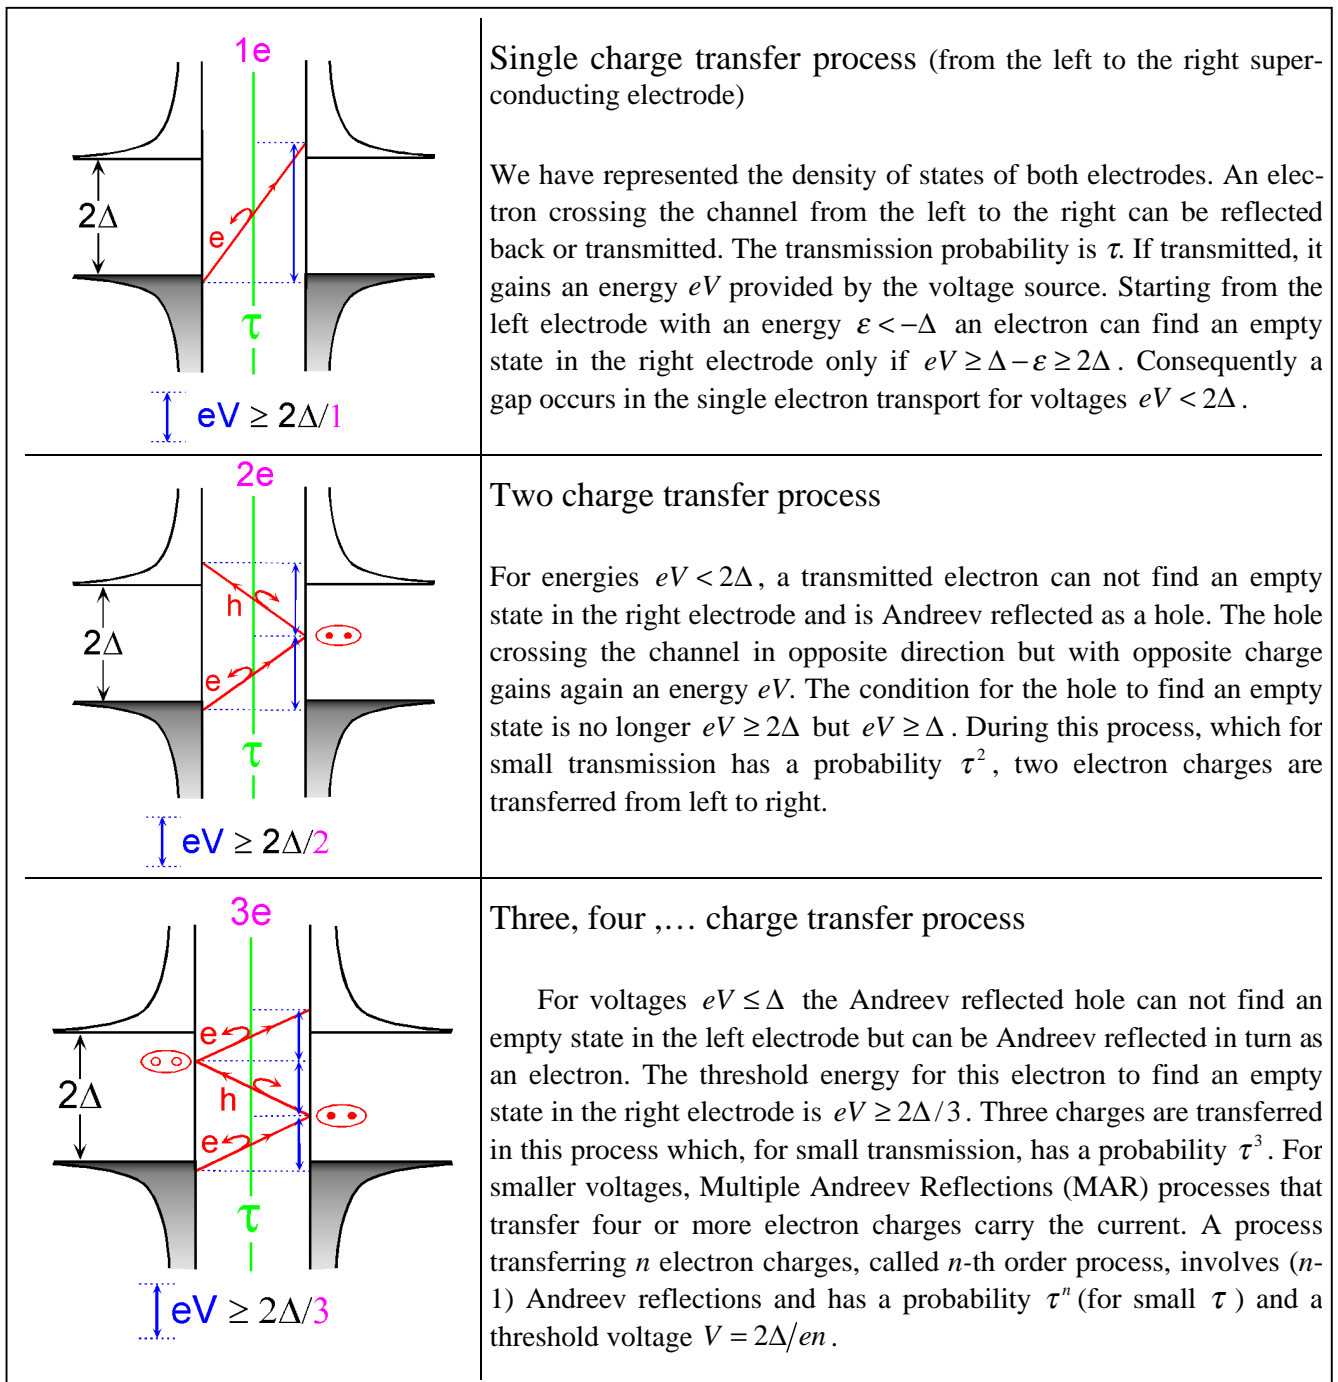 1e
2Δ
e
τ
eV ≥ 2Δ/1
Single charge transfer process (from the left to the right super-
conducting electrode)
We have represented the density of states of both electrodes. An elec-
tron crossing the channel from the left to the right can be reflected
back or transmitted. The transmission probability is τ. If transmitted, it
gains an energy eV provided by the voltage source. Starting from the
left electrode with an energy ε < −Δ an electron can find an empty
state in the right electrode only if eV ≥ Δ − ε ≥ 2Δ. Consequently a
gap occurs in the single electron transport for voltages eV < 2Δ.
2e
h
2Δ
e
τ
eV ≥ 2Δ/2
Two charge transfer process
For energies eV < 2Δ, a transmitted electron can not find an empty
state in the right electrode and is Andreev reflected as a hole. The hole
crossing the channel in opposite direction but with opposite charge
gains again an energy eV. The condition for the hole to find an empty
state is no longer eV ≥ 2Δ but eV ≥ Δ. During this process, which for
small transmission has a probability τ², two electron charges are
transferred from left to right.
3e
e
2Δ
h
e
τ
eV ≥ 2Δ/3
Three, four ,… charge transfer process
For voltages eV ≤ Δ the Andreev reflected hole can not find an
empty state in the left electrode but can be Andreev reflected in turn as
an electron. The threshold energy for this electron to find an empty
state in the right electrode is eV ≥ 2Δ/3. Three charges are transferred
in this process which, for small transmission, has a probability τ³. For
smaller voltages, Multiple Andreev Reflections (MAR) processes that
transfer four or more electron charges carry the current. A process
transferring n electron charges, called n-th order process, involves (n-
1) Andreev reflections and has a probability τⁿ (for small τ) and a
threshold voltage V = 2Δ/en.